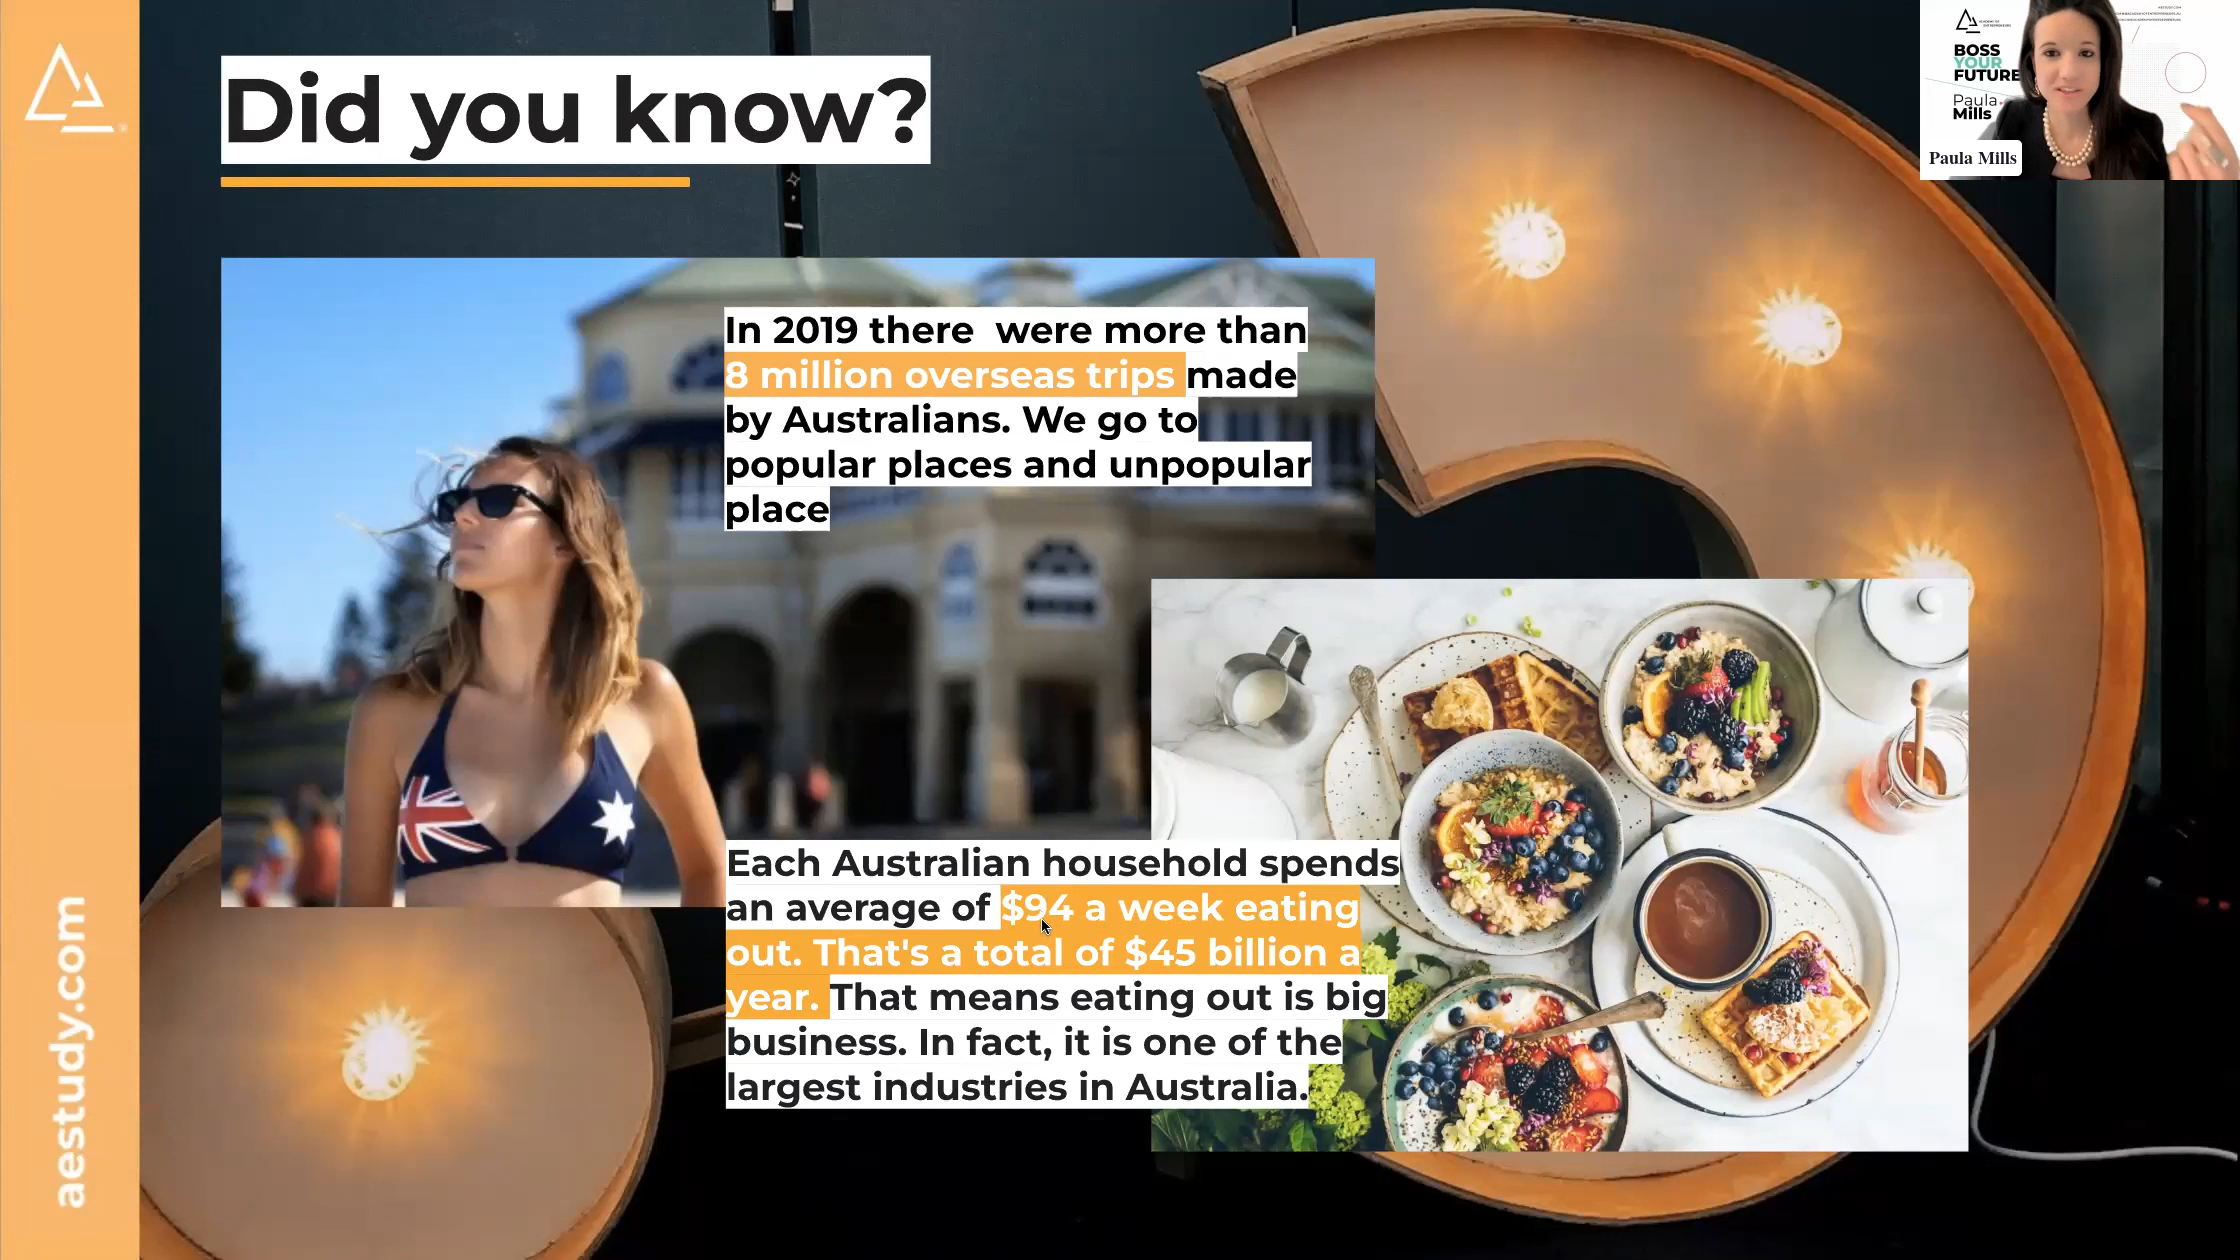 Did you know?
In 2019 there  were more than
8 million overseas trips made
by Australians. We go to
popular places and unpopular
place
Each Australian household spends
an average of $94 a week eating
out. That's a total of $45 billion a
year. That means eating out is big
business. In fact, it is one of the
largest industries in Australia.
aestudy.com
BOSS
YOUR
FUTURE
Paula
Mills
Paula Mills